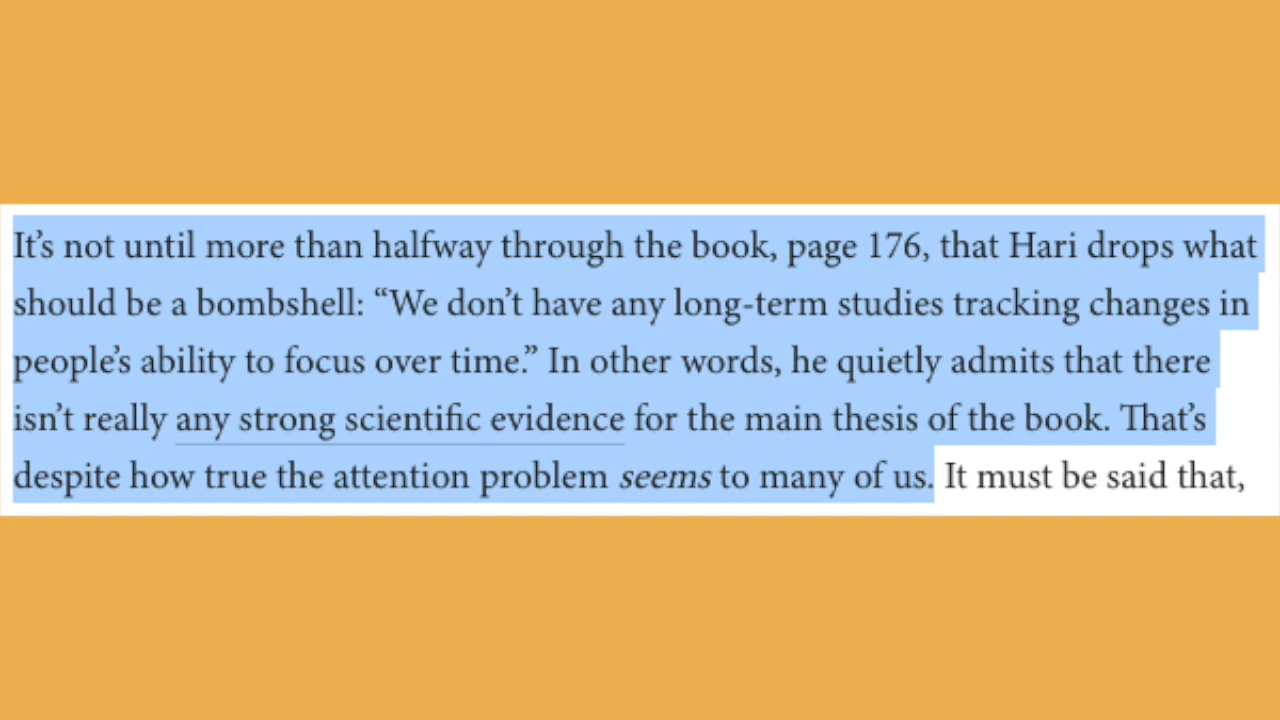 It’s not until more than halfway through the book, page 176, that Hari drops what
should be a bombshell: “We don’t have any long-term studies tracking changes in
people’s ability to focus over time.” In other words, he quietly admits that there
isn’t really any strong scientific evidence for the main thesis of the book. That’s
despite how true the attention problem seems to many of us. It must be said that,